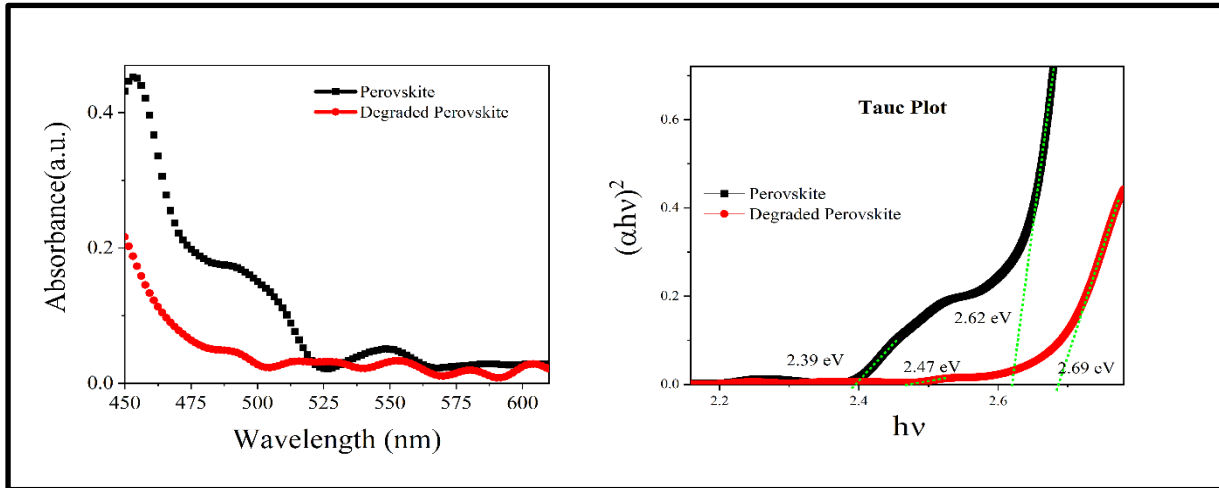 Absorbance(a.u.)
0.4
0.2
0.0
Perovskite
Degraded Perovskite
450 475 500 525 550 575 600
Wavelength (nm)
(αhν)²
0.6
0.4
0.2
0.0
Tauc Plot
Perovskite
Degraded Perovskite
2.62 eV
2.39 eV
2.47 eV
2.69 eV
2.2 2.4 2.6
hν